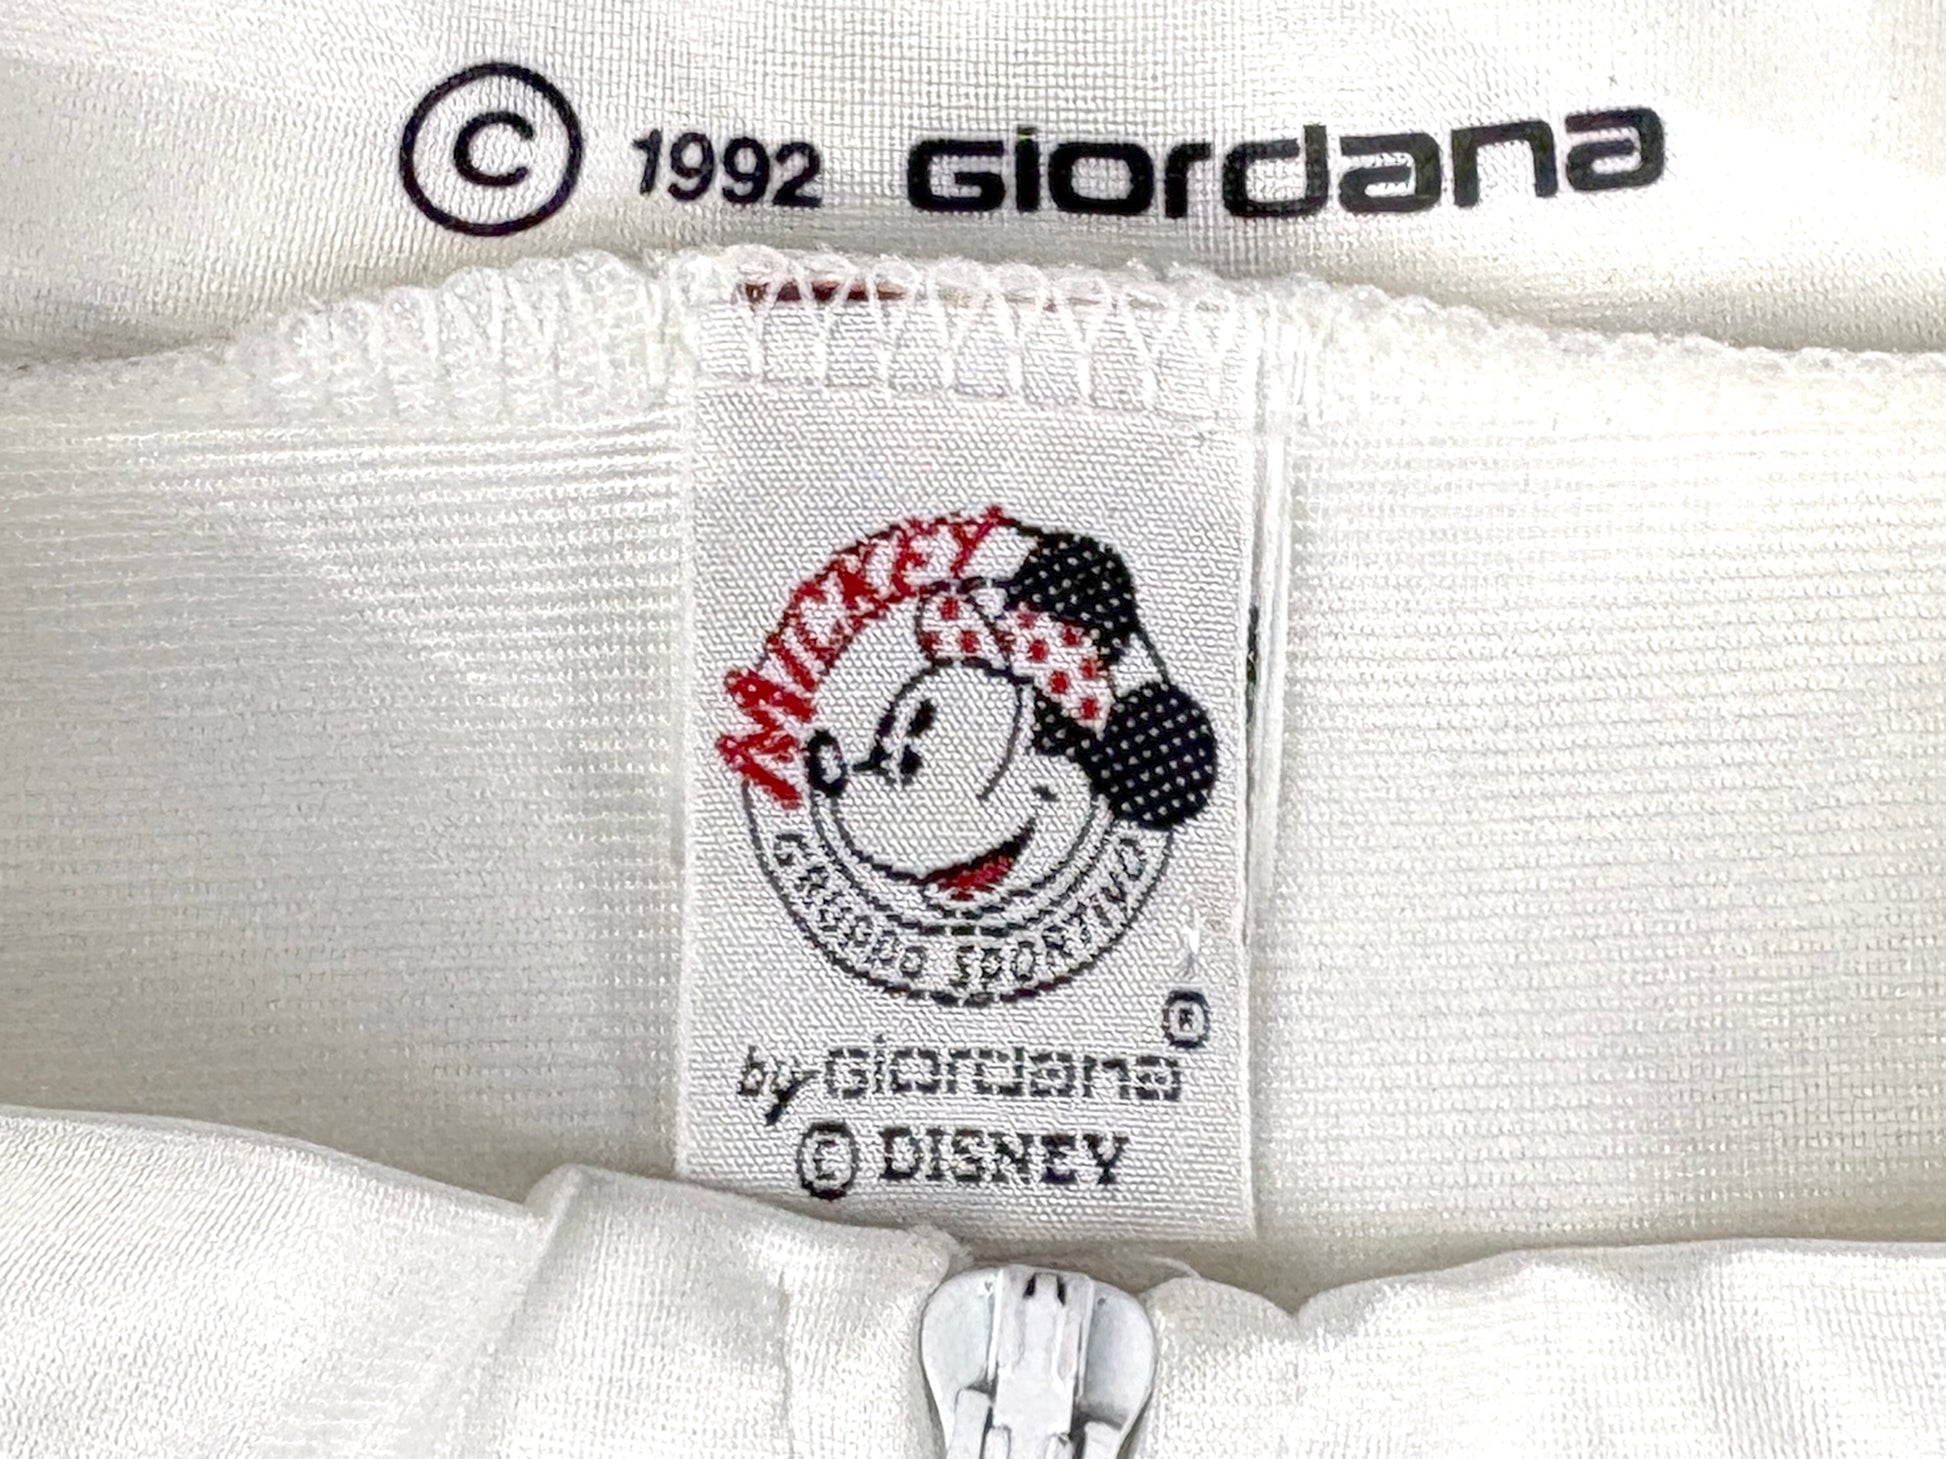 © 1992 Giordana
MICKEY
GRUPPO SPORTIVO
®
by Giordana
© DISNEY